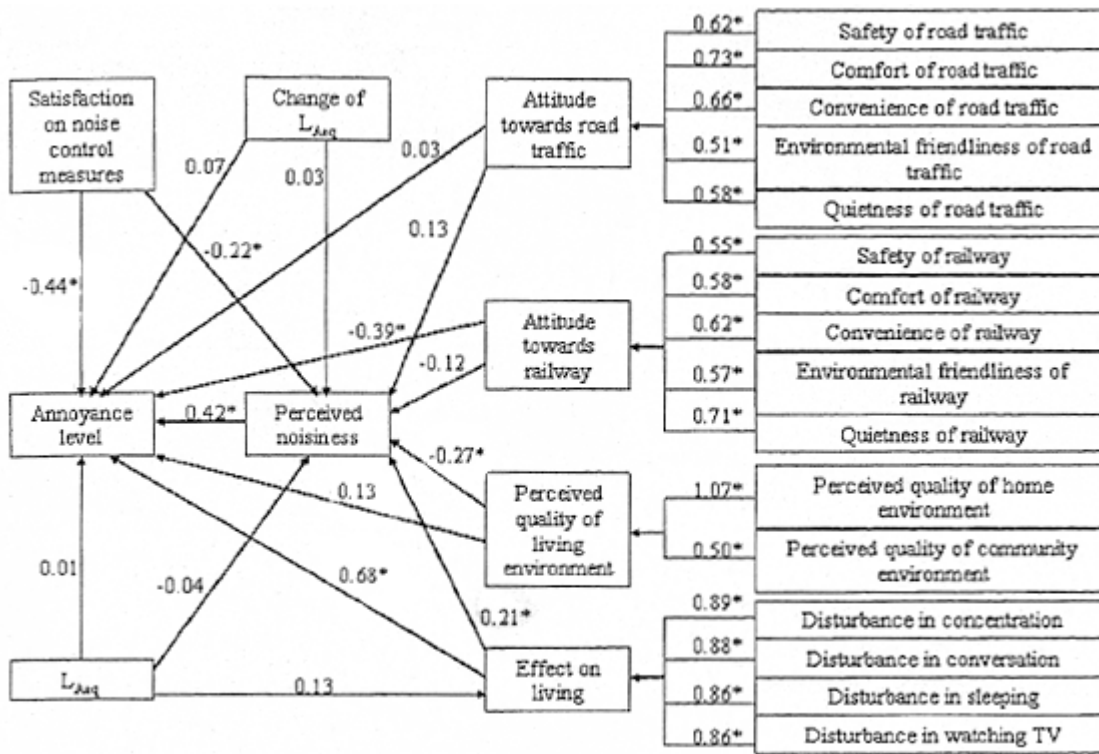 Satisfaction
on noise
control
measures
Change of
L_Aeq
Attitude
towards road
traffic
0.62*
Safety of road traffic
0.73*
Comfort of road traffic
0.66*
Convenience of road traffic
0.51*
Environmental friendliness of road
traffic
0.58*
Quietness of road traffic
0.07
0.03
0.03
0.13
-0.22*
-0.44*
0.55*
Safety of railway
0.58*
Comfort of railway
0.62*
Convenience of railway
0.57*
Environmental friendliness of
railway
0.71*
Quietness of railway
Attitude
towards
railway
-0.39*
-0.12
Annoyance
level
0.42*
Perceived
noisiness
-0.27*
0.13
Perceived
quality of
living
environment
1.07*
Perceived quality of home
environment
0.50*
Perceived quality of community
environment
0.01
-0.04
0.68*
0.21*
0.89*
Disturbance in concentration
0.88*
Disturbance in conversation
0.86*
Disturbance in sleeping
0.86*
Disturbance in watching TV
L_Aeq
0.13
Effect on
living